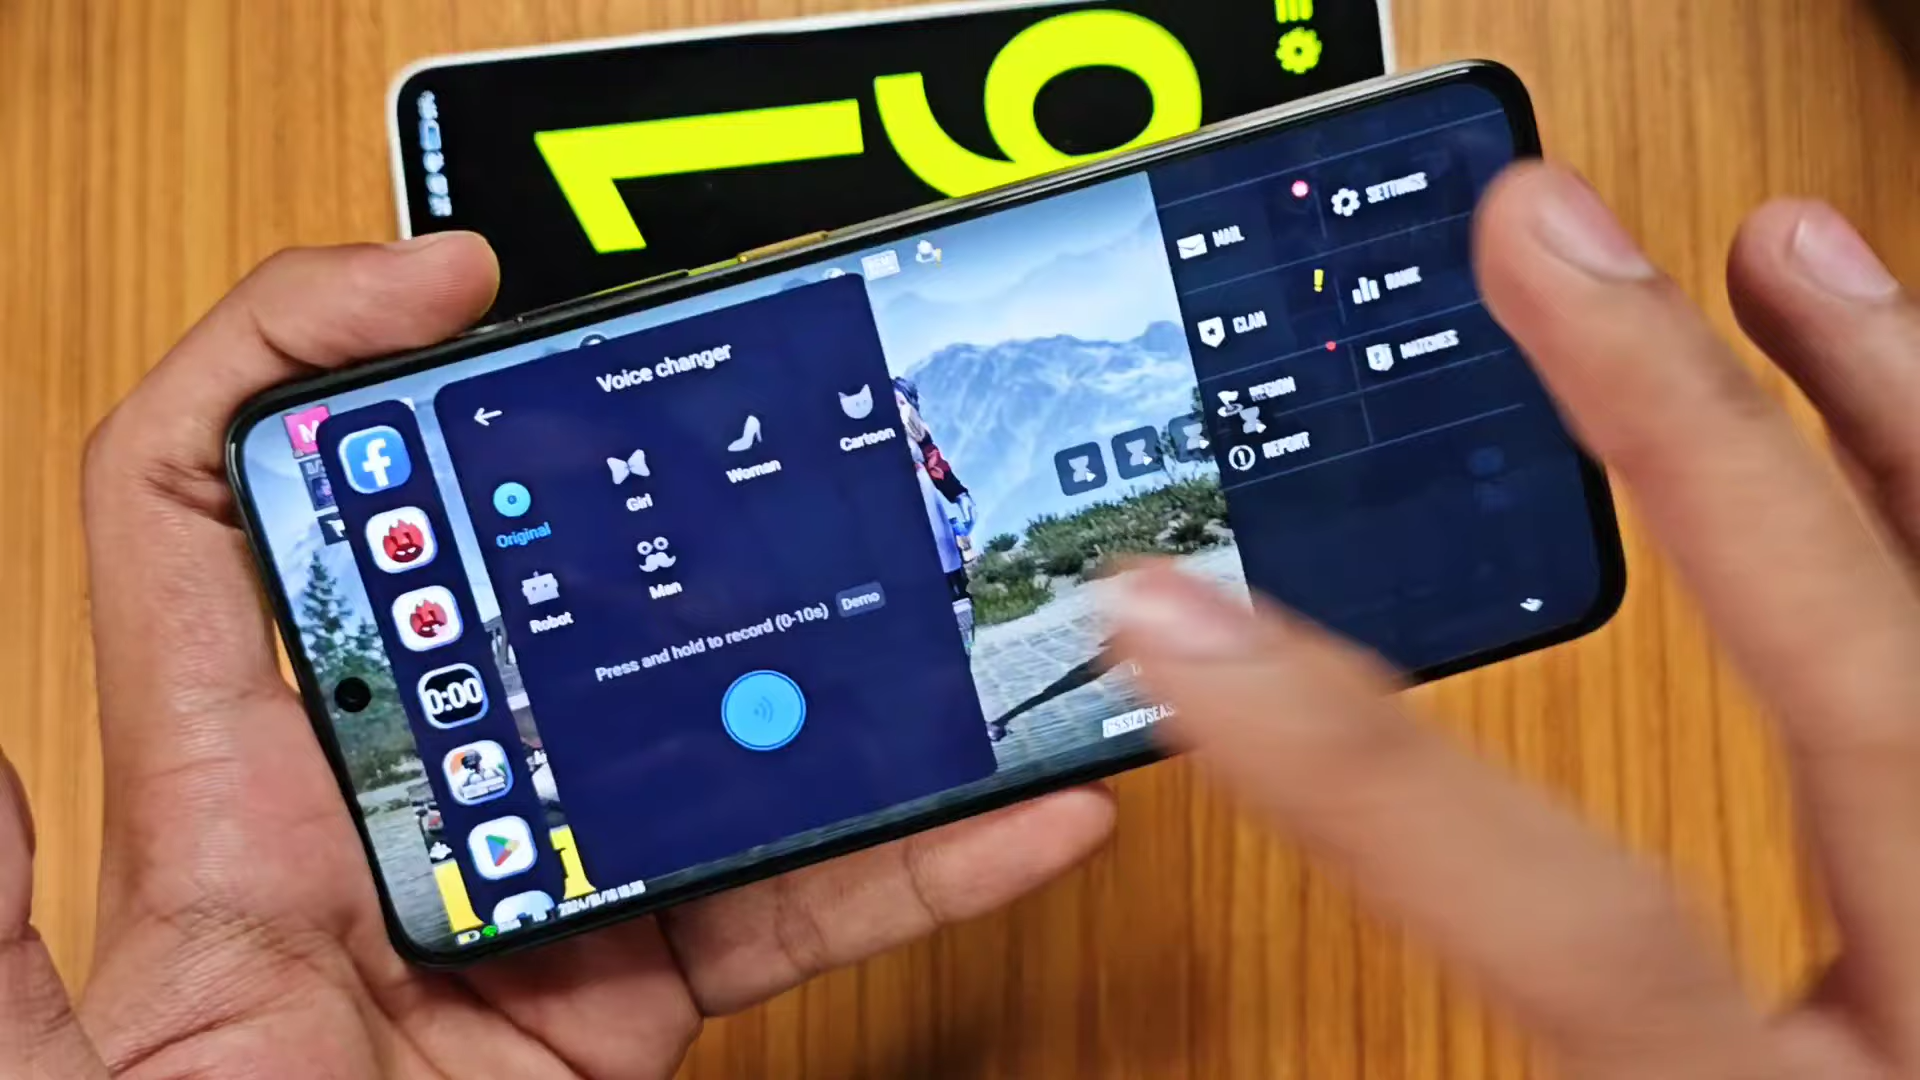 97
Voice changer
Original
Girl
Woman
Cartoon
Robot
Man
Press and hold to record (0-10s)
Demo
0:00
MAIL
SETTINGS
CLAN
RANK
REGION
MATCHES
REPORT